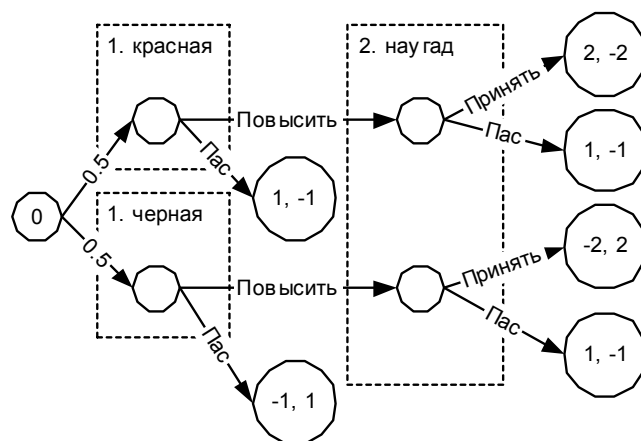 1. красная
2. наугад
2, -2
Принять
Повысить
Пас
1, -1
0.5
Пас
1, -1
0
1. черная
0.5
-2, 2
Принять
Повысить
Пас
Пас
1, -1
-1, 1